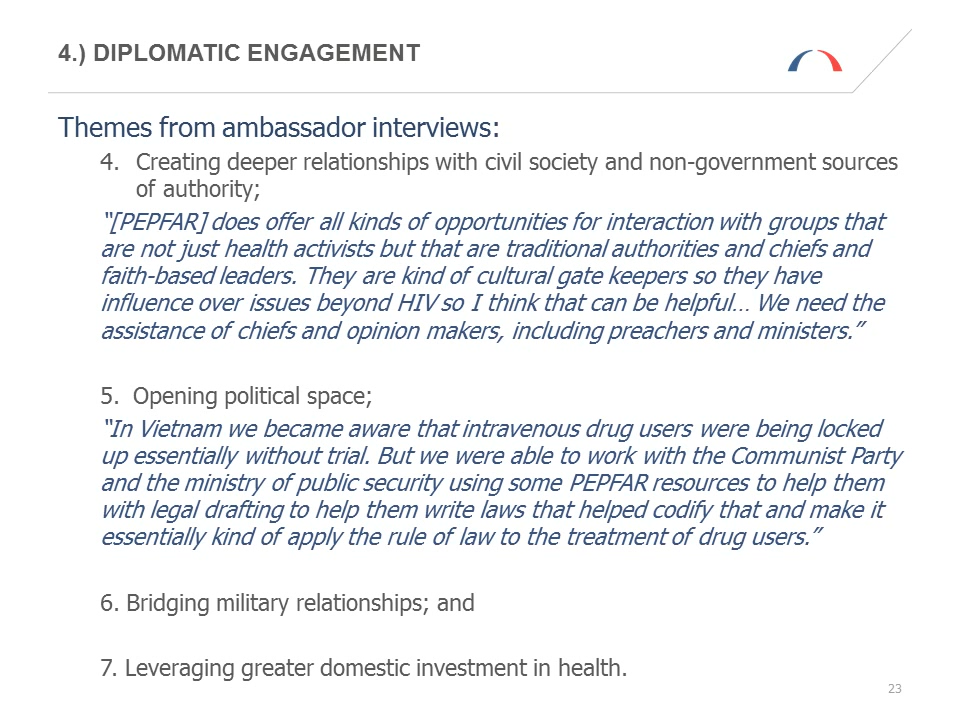 4.) DIPLOMATIC ENGAGEMENT
Themes from ambassador interviews:
4. Creating deeper relationships with civil society and non-government sources
of authority;
“[PEPFAR] does offer all kinds of opportunities for interaction with groups that
are not just health activists but that are traditional authorities and chiefs and
faith-based leaders. They are kind of cultural gate keepers so they have
influence over issues beyond HIV so I think that can be helpful… We need the
assistance of chiefs and opinion makers, including preachers and ministers.”
5. Opening political space;
“In Vietnam we became aware that intravenous drug users were being locked
up essentially without trial. But we were able to work with the Communist Party
and the ministry of public security using some PEPFAR resources to help them
with legal drafting to help them write laws that helped codify that and make it
essentially kind of apply the rule of law to the treatment of drug users.”
6. Bridging military relationships; and
7. Leveraging greater domestic investment in health.
23